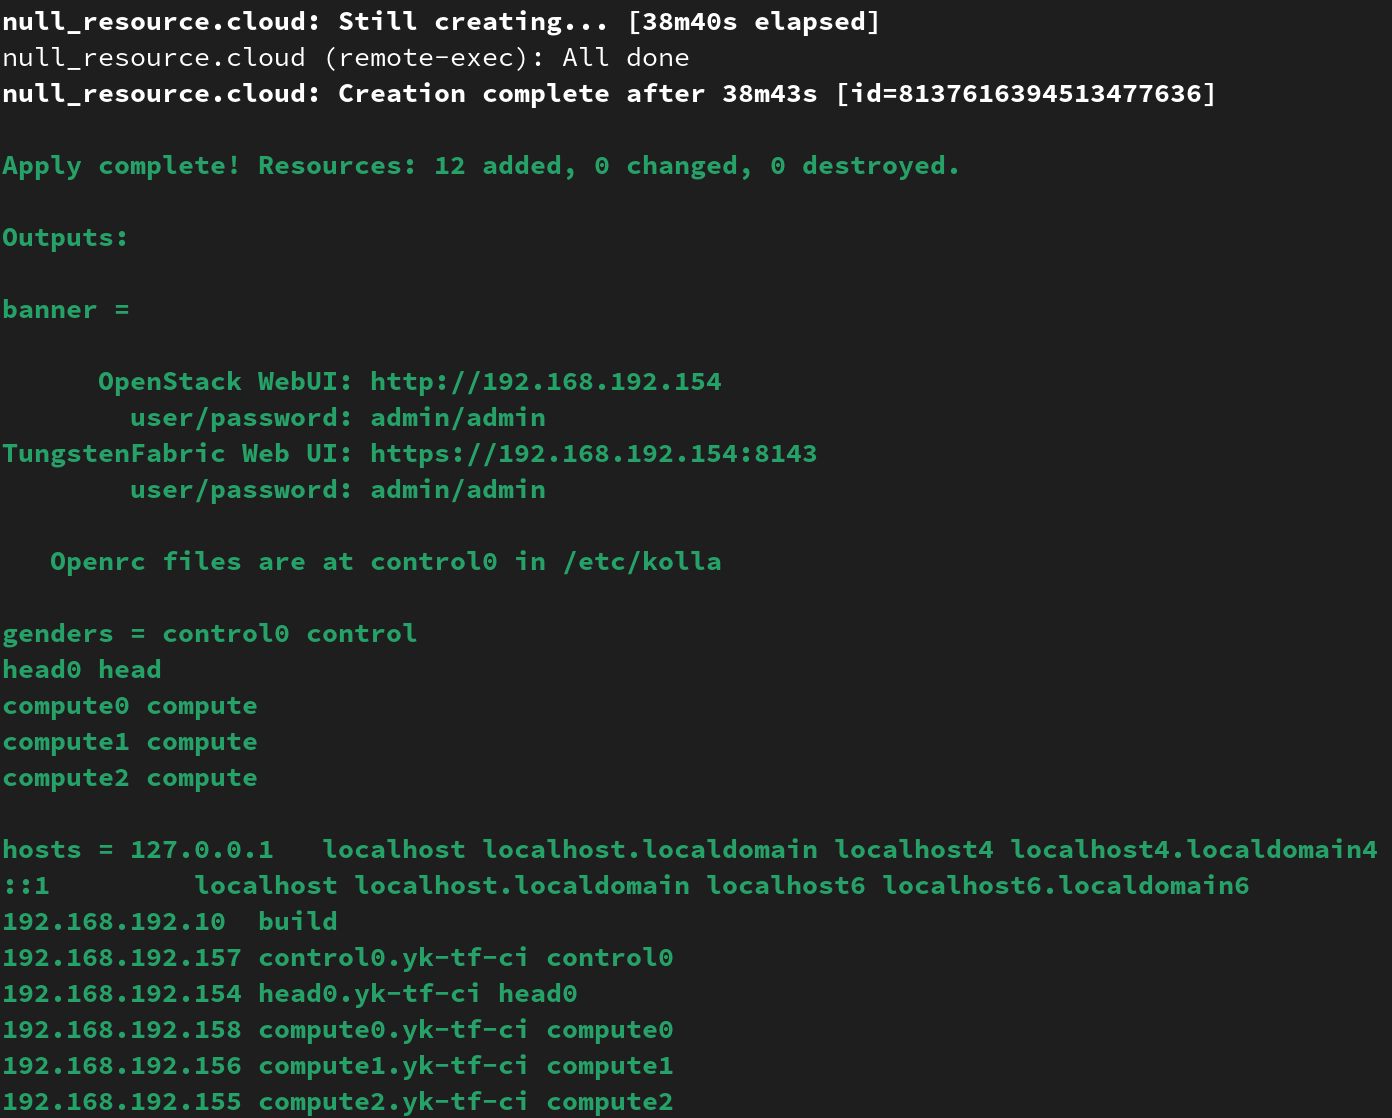 null_resource.cloud: Still creating... [38m40s elapsed]
null_resource.cloud (remote-exec): All done
null_resource.cloud: Creation complete after 38m43s [id=8137616394513477636]
Apply complete! Resources: 12 added, 0 changed, 0 destroyed.
Outputs:
banner =
OpenStack WebUI: http://192.168.192.154
user/password: admin/admin
TungstenFabric Web UI: https://192.168.192.154:8143
user/password: admin/admin
Openrc files are at control0 in /etc/kolla
genders = control0 control
head0 head
compute0 compute
compute1 compute
compute2 compute
hosts = 127.0.0.1   localhost localhost.localdomain localhost4 localhost4.localdomain4
::1         localhost localhost.localdomain localhost6 localhost6.localdomain6
192.168.192.10  build
192.168.192.157 control0.yk-tf-ci control0
192.168.192.154 head0.yk-tf-ci head0
192.168.192.158 compute0.yk-tf-ci compute0
192.168.192.156 compute1.yk-tf-ci compute1
192.168.192.155 compute2.yk-tf-ci compute2